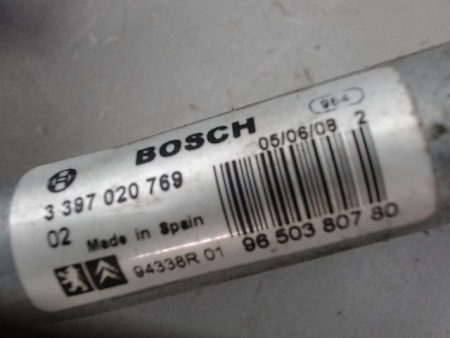 984
BOSCH
05/06/08 2
3 397 020 769
02 Made in Spain
94338R 01
96 503 807 80